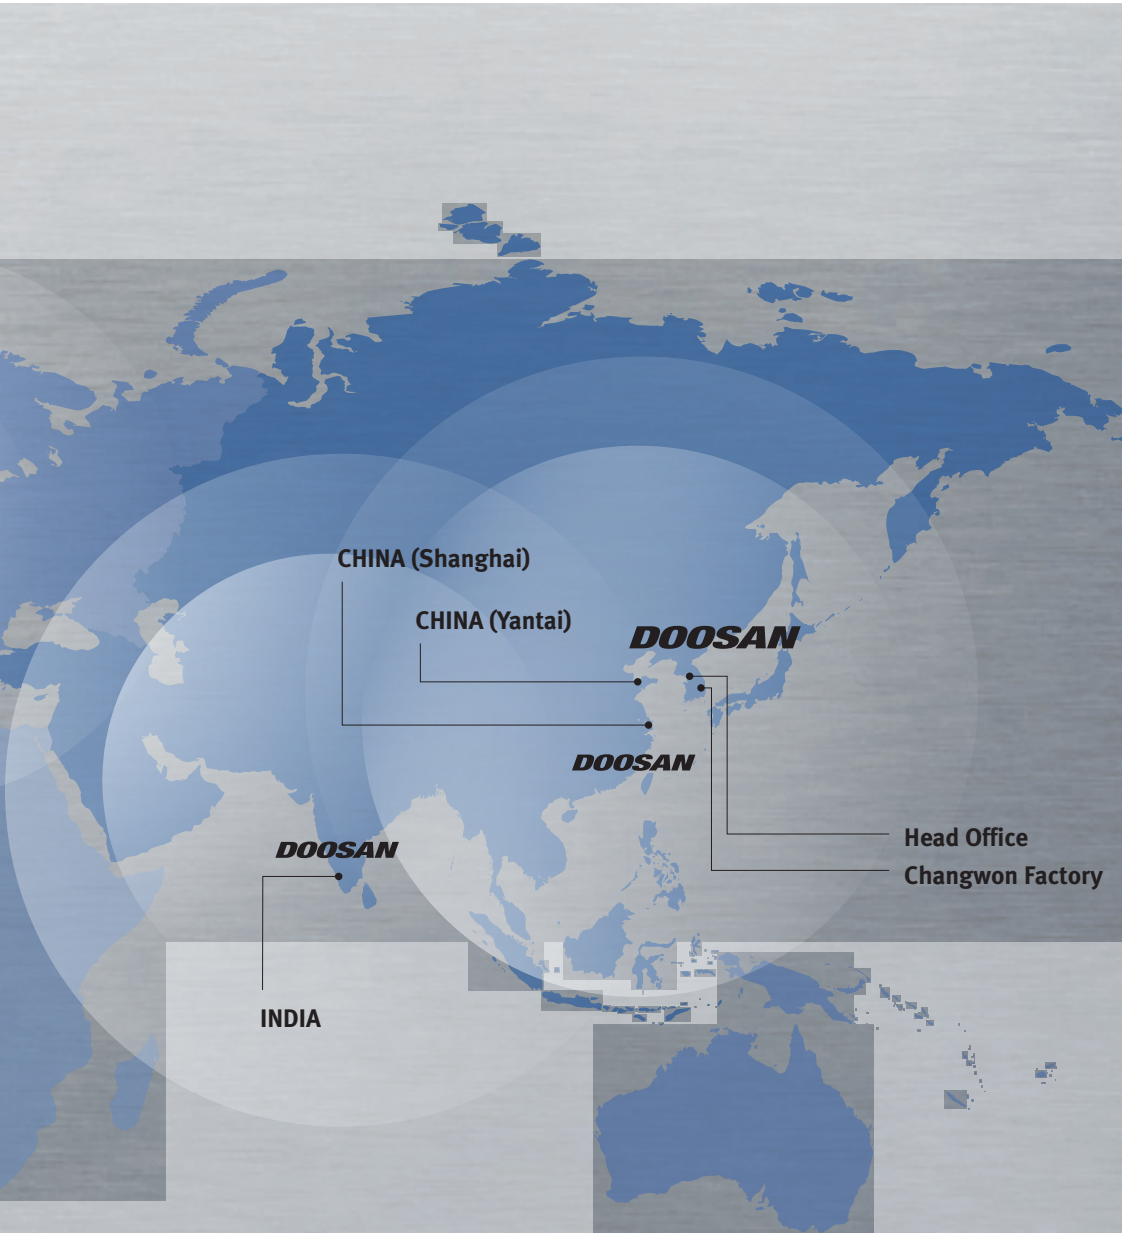 CHINA (Shanghai)
CHINA (Yantai)
DOOSAN
DOOSAN
DOOSAN
Head Office
Changwon Factory
INDIA